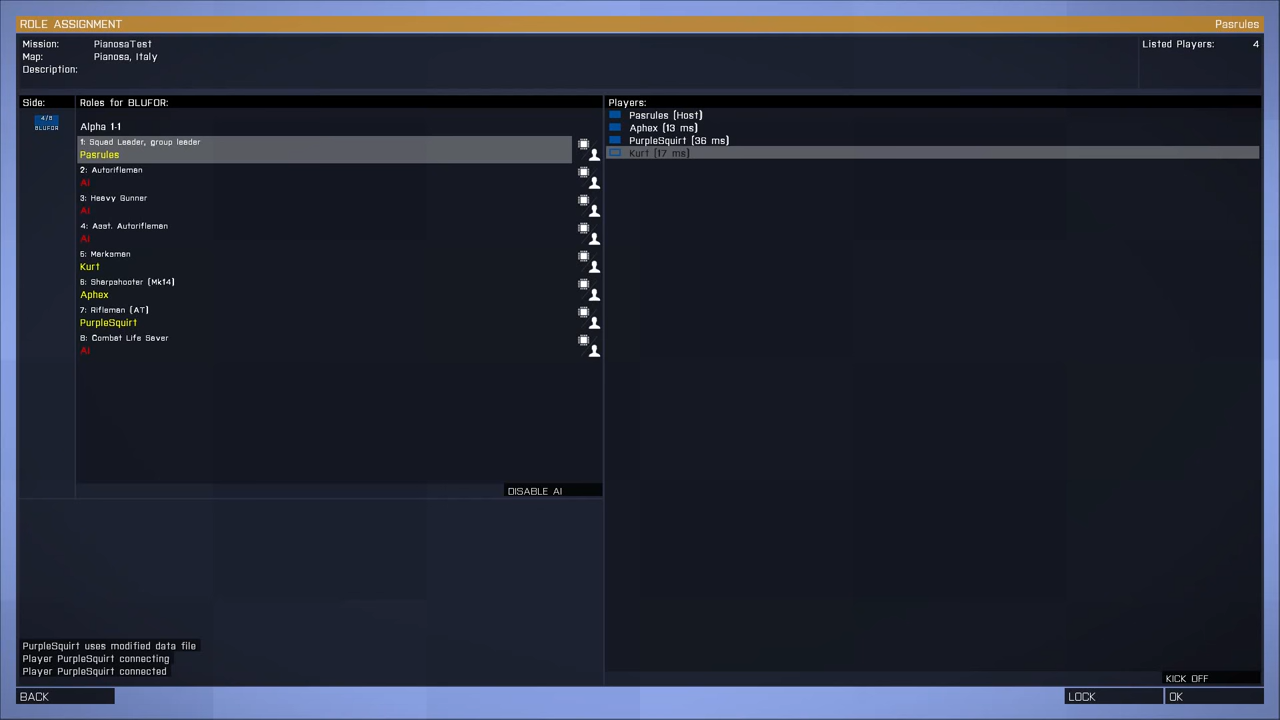 ROLE ASSIGNMENT Pasrules
Mission: PianosaTest Listed Players: 4
Map: Pianosa, Italy
Description:
Side: Roles for BLUFOR: Players:
4/8
BLUFOR
Alpha 1-1
1: Squad Leader, group leader
Pasrules
2: Autorifleman
AI
3: Heavy Gunner
AI
4: Asst. Autorifleman
AI
5: Marksman
Kurt
6: Sharpshooter (Mk14)
Aphex
7: Rifleman (AT)
PurpleSquirt
8: Combat Life Saver
AI
DISABLE AI
Pasrules (Host)
Aphex (13 ms)
PurpleSquirt (36 ms)
Kurt (17 ms)
PurpleSquirt uses modified data file
Player PurpleSquirt connecting
Player PurpleSquirt connected
KICK OFF
BACK LOCK OK